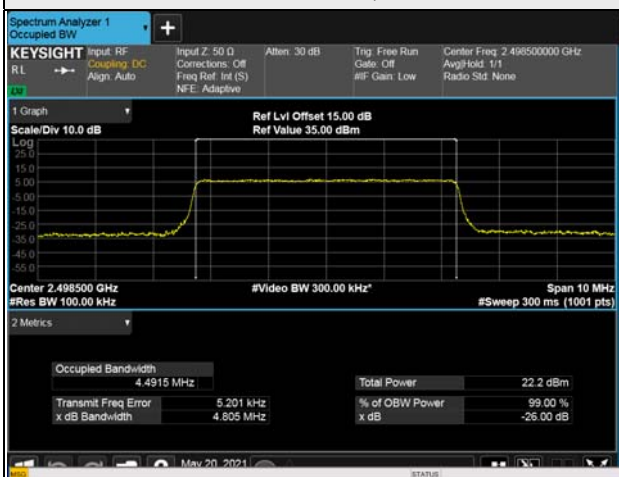 Spectrum Analyzer 1
Occupied BW
+
KEYSIGHT
RL
Input: RF
Coupling: DC
Align: Auto
Input Z: 50 Ω
Corrections: Off
Freq Ref: Int (S)
NFE: Adaptive
Atten: 30 dB
Trig: Free Run
Gate: Off
#IF Gain: Low
Center Freq: 2.498500000 GHz
Avg|Hold: 1/1
Radio Std: None
1 Graph
Scale/Div 10.0 dB
Ref Lvl Offset 15.00 dB
Ref Value 35.00 dBm
Log
25.0
15.0
5.00
-5.00
-15.0
-25.0
-35.0
-45.0
-55.0
Center 2.498500 GHz
#Video BW 300.00 kHz*
Span 10 MHz
#Res BW 100.00 kHz
#Sweep 300 ms (1001 pts)
2 Metrics
Occupied Bandwidth
4.4915 MHz
Total Power 22.2 dBm
Transmit Freq Error 5.201 kHz
% of OBW Power 99.00 %
x dB Bandwidth 4.805 MHz
x dB -26.00 dB
May 20, 2021
MSG
STATUS